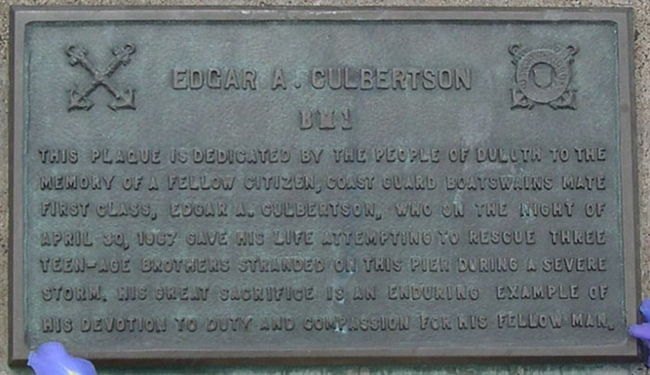 EDGAR A. CULBERTSON
BM1
THIS PLAQUE IS DEDICATED BY THE PEOPLE OF DULUTH TO THE
MEMORY OF A FELLOW CITIZEN, COAST GUARD BOATSWAINS MATE
FIRST CLASS, EDGAR A. CULBERTSON, WHO ON THE NIGHT OF
APRIL 30, 1967 GAVE HIS LIFE ATTEMPTING TO RESCUE THREE
TEEN-AGE BROTHERS STRANDED ON THIS PIER DURING A SEVERE
STORM. HIS GREAT SACRIFICE IS AN ENDURING EXAMPLE OF
HIS DEVOTION TO DUTY AND COMPASSION FOR HIS FELLOW MAN.